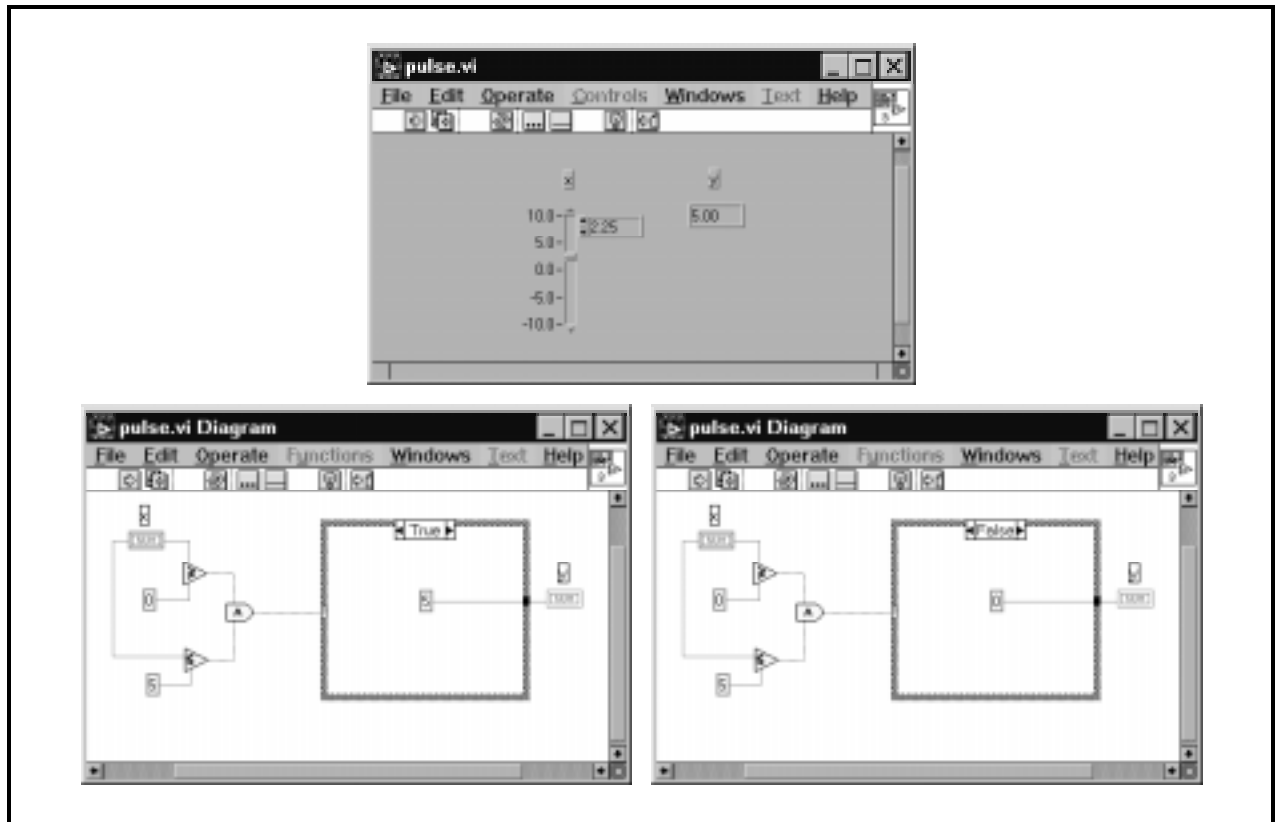 pulse.vi
File Edit Operate Controls Windows Text Help
x y
10.0 2.25 5.00
5.0
0.0
-5.0
-10.0
pulse.vi Diagram
File Edit Operate Functions Windows Text Help
x
True
y
0
5
5
pulse.vi Diagram
File Edit Operate Functions Windows Text Help
x
False
y
0
0
5